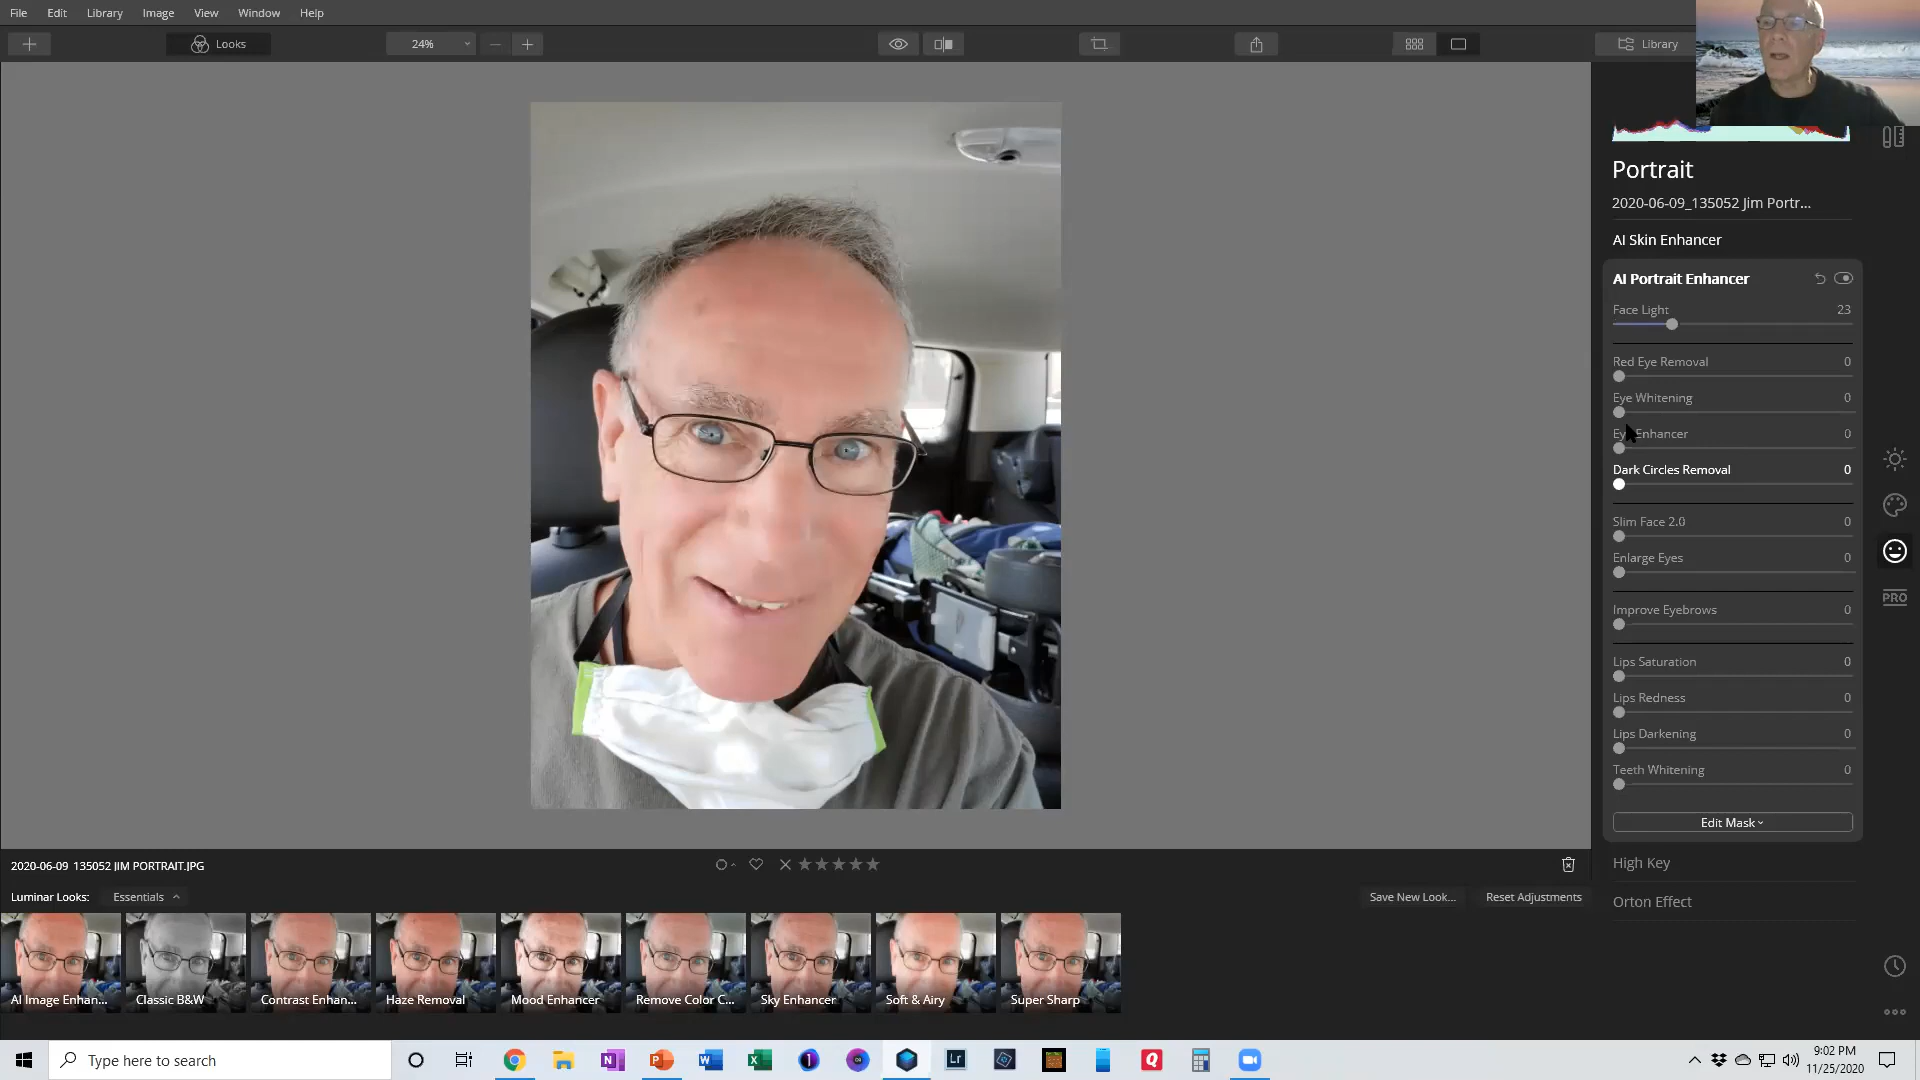 File Edit Library Image View Window Help
Looks 24% Library
Portrait
2020-06-09_135052 Jim Portr...
AI Skin Enhancer
AI Portrait Enhancer
Face Light 23
Red Eye Removal 0
Eye Whitening 0
Eye Enhancer 0
Dark Circles Removal 0
Slim Face 2.0 0
Enlarge Eyes 0
Improve Eyebrows 0
Lips Saturation 0
Lips Redness 0
Lips Darkening 0
Teeth Whitening 0
Edit Mask
High Key
Orton Effect
PRO
2020-06-09 135052 JIM PORTRAIT.JPG
Luminar Looks: Essentials Save New Look... Reset Adjustments
AI Image Enhan... Classic B&W Contrast Enhan... Haze Removal Mood Enhancer Remove Color C... Sky Enhancer Soft & Airy Super Sharp
Type here to search
N P W X Lr Q
9:02 PM
11/25/2020